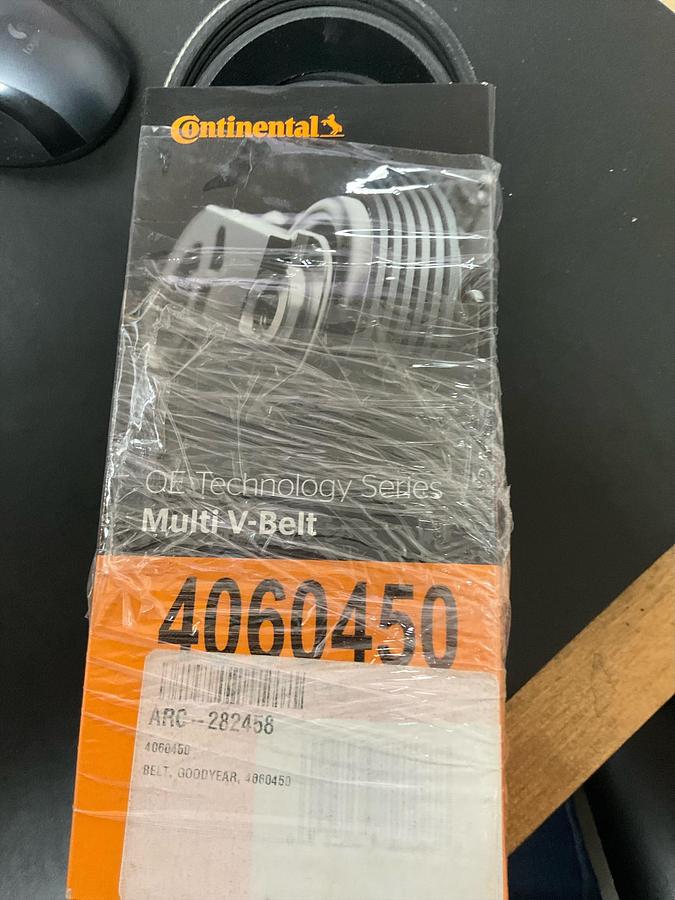 Continental
OE Technology Series
Multi V-Belt
4060450
ARC--282458
4060450
BELT, GOODYEAR, 4060450